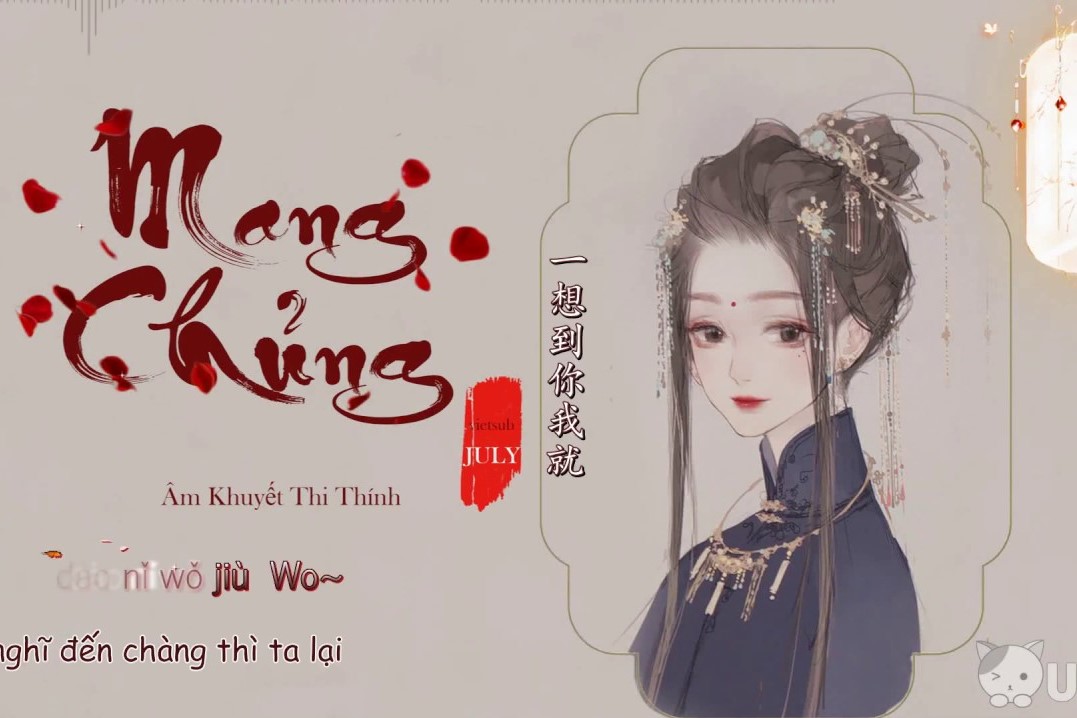 Mang
Chủng
vietsub
JULY
Âm Khuyết Thi Thính
一想到你我就
dào nǐ wǒ jiù Wo~
nghĩ đến chàng thì ta lại
U